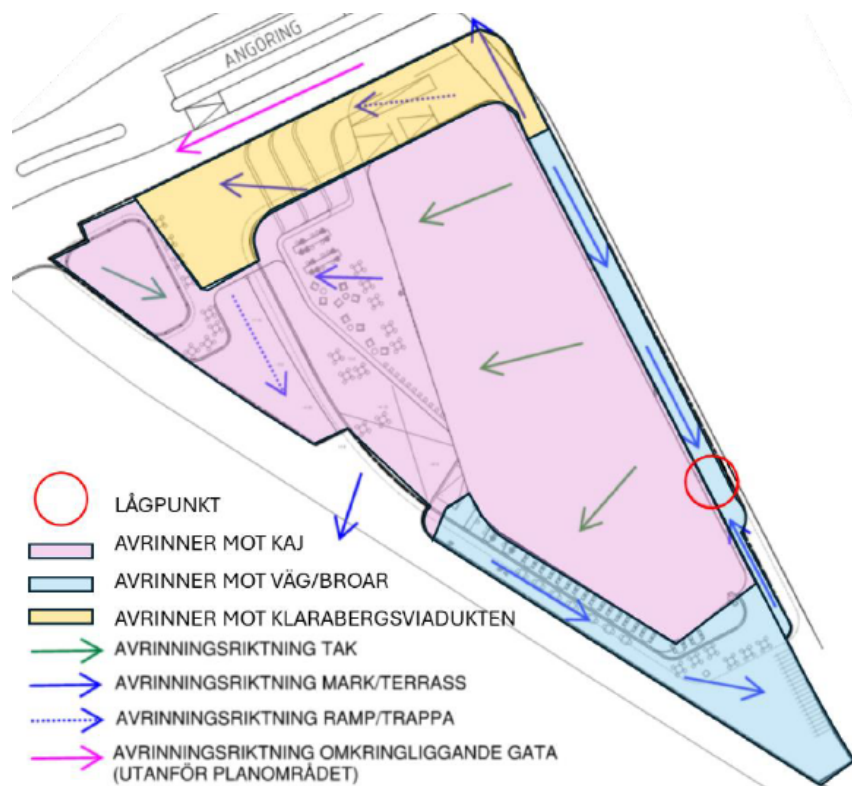 ANGÖRING
LÅGPUNKT
AVRINNER MOT KAJ
AVRINNER MOT VÄG/BROAR
AVRINNER MOT KLARABERGSVIADUKTEN
AVRINNINGSRIKTNING TAK
AVRINNINGSRIKTNING MARK/TERRASS
AVRINNINGSRIKTNING RAMP/TRAPPA
AVRINNINGSRIKTNING OMKRINGLIGGANDE GATA
(UTANFÖR PLANOMRÅDET)